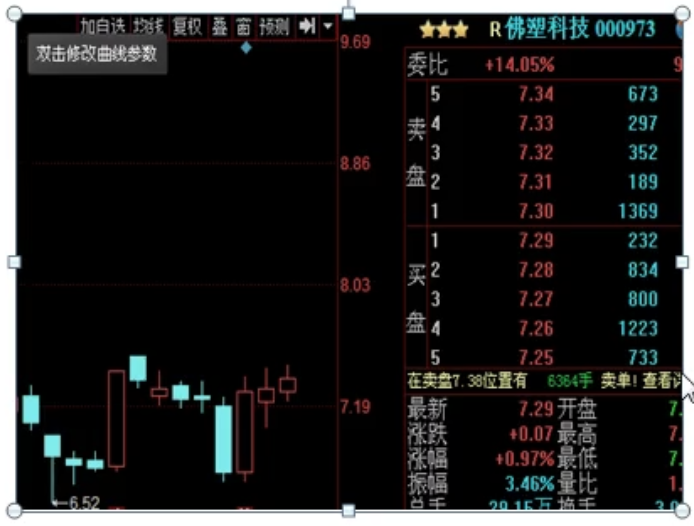 加自选 均线 复权 叠 窗 预测
双击修改曲线参数
9.69
8.86
8.03
7.19
←6.52
R 佛塑科技 000973
委比 +14.05% 9
卖盘
5 7.34 673
4 7.33 297
3 7.32 352
2 7.31 189
1 7.30 1369
买盘
1 7.29 232
2 7.28 834
3 7.27 800
4 7.26 1223
5 7.25 733
在卖盘7.38位置有 6364手 卖单! 查看详
最新 7.29 开盘 7.
涨跌 +0.07 最高 7.
涨幅 +0.97% 最低 7.
振幅 3.46% 量比 1.
总手 29.15万 换手 3.0